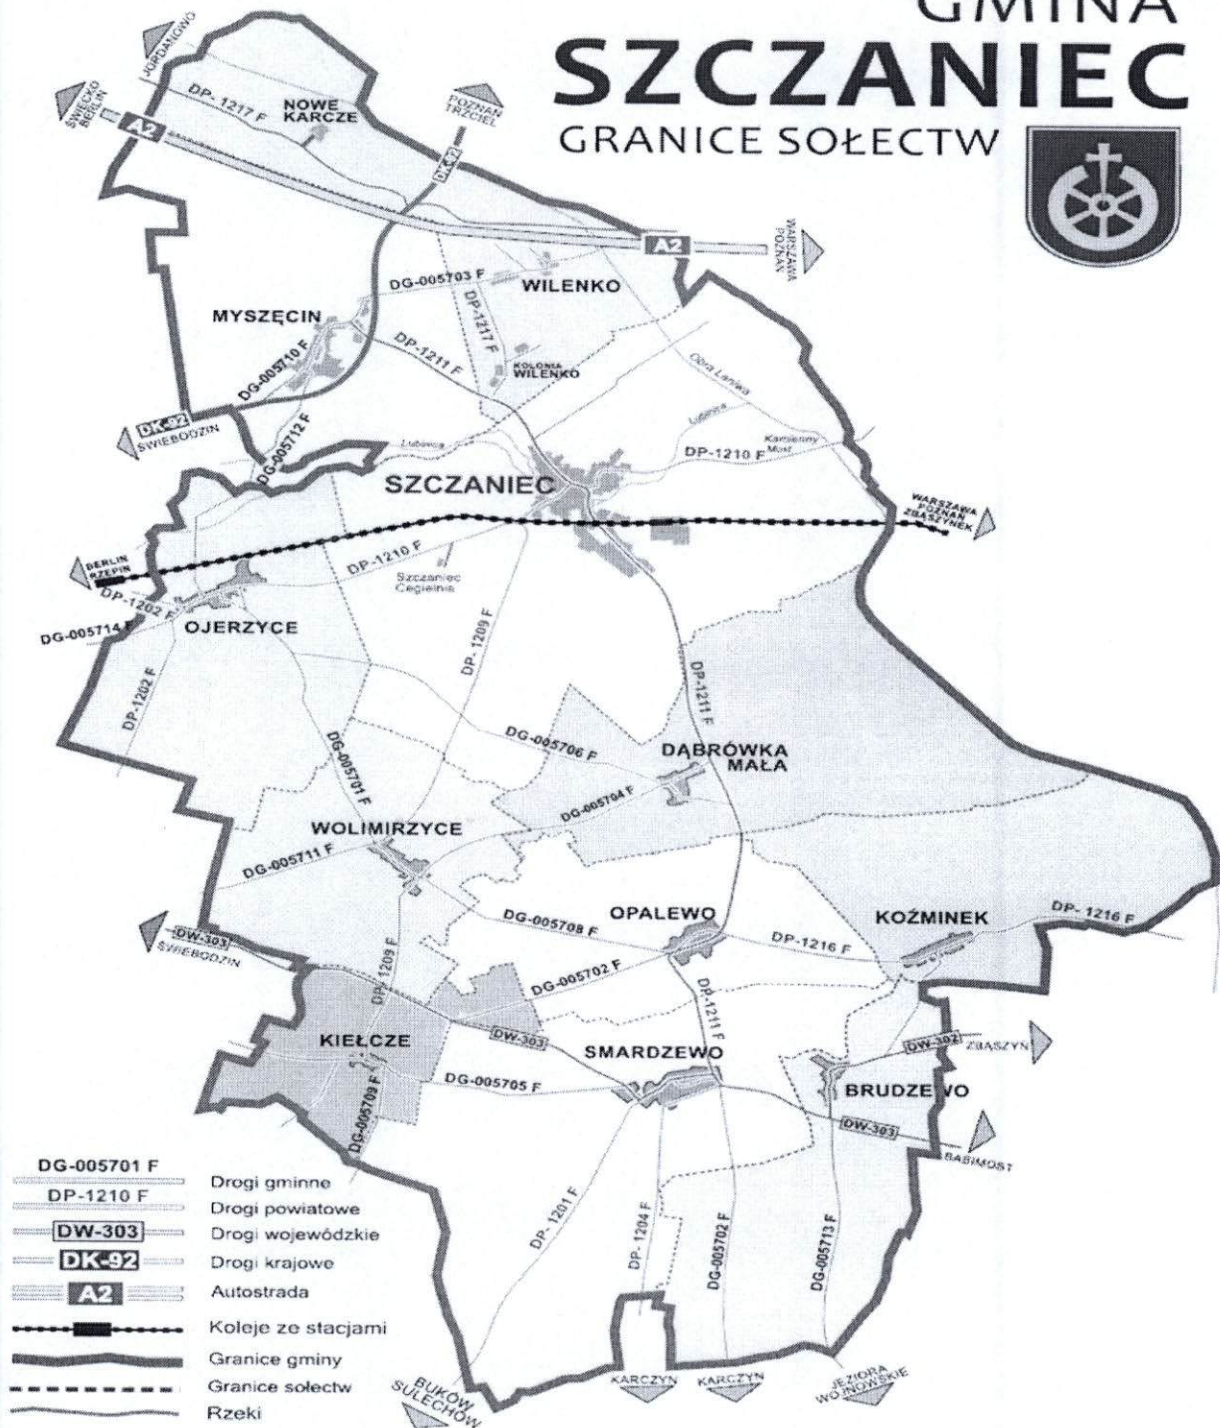 GMINA
SZCZANIEC
GRANICE SOŁECTW
JORDANOWO
ŚWIECKO
BERLIN
A2
DP-1217 F
NOWE
KARCZE
POZNAŃ
TRZCIEL
DK-92
A2
WARSZAWA
POZNAŃ
DG-005703 F
WILENKO
MYSZĘCIN
DP-1217 F
DP-1211 F
KOLONIA
WILENKO
DG-005710 F
Obra Leniwa
DK-92
ŚWIEBODZIN
DG-005712 F
Lubinica
Lubinica
DP-1210 F
Kamienny
Most
SZCZANIEC
WARSZAWA
POZNAŃ
ZBĄSZYNEK
BERLIN
RZEPIN
DP-1210 F
Szczaniec
Cegielnia
DP-1202 F
DG-005714 F
OJERZYCE
DP-1209 F
DP-1202 F
DP-1211 F
DG-005701 F
DG-005706 F
DĄBRÓWKA
MAŁA
DG-005704 F
WOLIMIRZYCE
DG-005711 F
DW-303
ŚWIEBODZIN
DG-005708 F
OPALEWO
KOŹMINEK
DP-1216 F
DP-1216 F
DP-1209 F
DG-005702 F
DP-1211 F
KIEŁCZE
DW-303
SMARDZEWO
DW-302
ZBĄSZYŃ
DG-005705 F
BRUDZEWO
DG-005709 F
DW-303
BABIMOST
DP-1201 F
DP-1204 F
DG-005702 F
DG-005713 F
BUKÓW
SULECHÓW
KARCZYN
KARCZYN
JEZIORA
WOJNOWSKIE
DG-005701 F
Drogi gminne
DP-1210 F
Drogi powiatowe
DW-303
Drogi wojewódzkie
DK-92
Drogi krajowe
A2
Autostrada
Koleje ze stacjami
Granice gminy
Granice sołectw
Rzeki